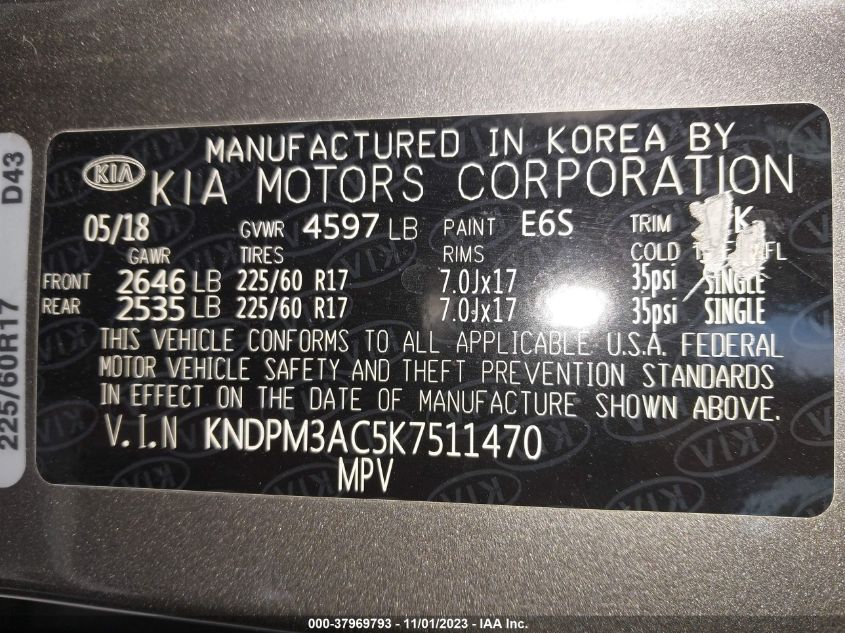 MANUFACTURED IN KOREA BY
KIA KIA MOTORS CORPORATION
05/18 GVWR 4597 LB PAINT E6S TRIM
GAWR TIRES RIMS COLD
FRONT 2646 LB 225/60 R17 7.0Jx17 35psi SINGLE
REAR 2535 LB 225/60 R17 7.0Jx17 35psi SINGLE
THIS VEHICLE CONFORMS TO ALL APPLICABLE U.S.A. FEDERAL
MOTOR VEHICLE SAFETY AND THEFT PREVENTION STANDARDS
IN EFFECT ON THE DATE OF MANUFACTURE SHOWN ABOVE.
V.I.N KNDPM3AC5K7511470
MPV
225/60R17 D43
000-37969793 - 11/01/2023 - IAA Inc.